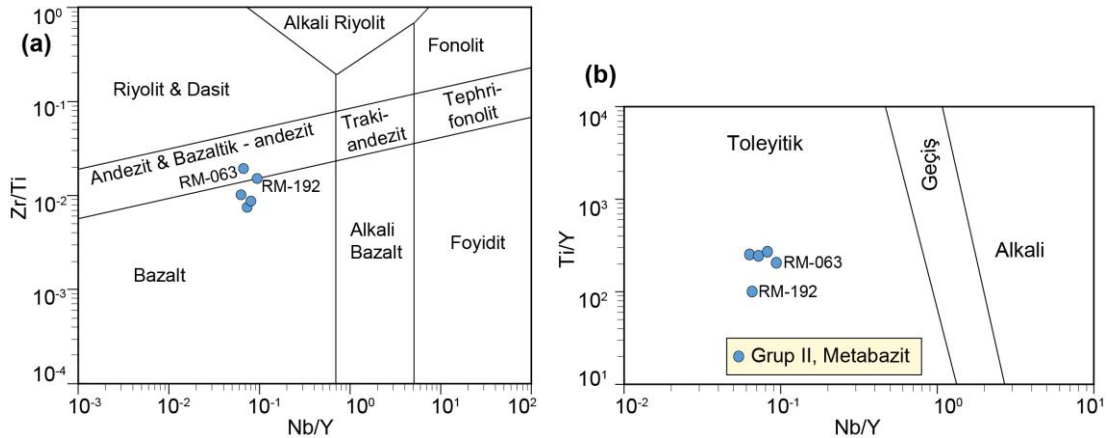 (a)
10⁰
10⁻¹
10⁻²
10⁻³
10⁻⁴
Zr/Ti
Alkali Riyolit
Fonolit
Riyolit & Dasit
Tephri-
fonolit
Traki-
andezit
Andezit & Bazaltik - andezit
RM-063
RM-192
Alkali
Bazalt
Foyidit
Bazalt
10⁻³
10⁻²
10⁻¹
10⁰
10¹
10²
Nb/Y
(b)
10⁴
10³
10²
10¹
Ti/Y
Toleyitik
Geçiş
Alkali
RM-063
RM-192
Grup II, Metabazit
10⁻²
10⁻¹
10⁰
10¹
Nb/Y